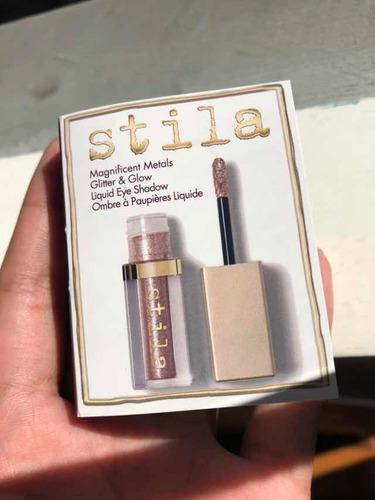 stila
Magnificent Metals
Glitter & Glow
Liquid Eye Shadow
Ombre à Paupières Liquide
stila